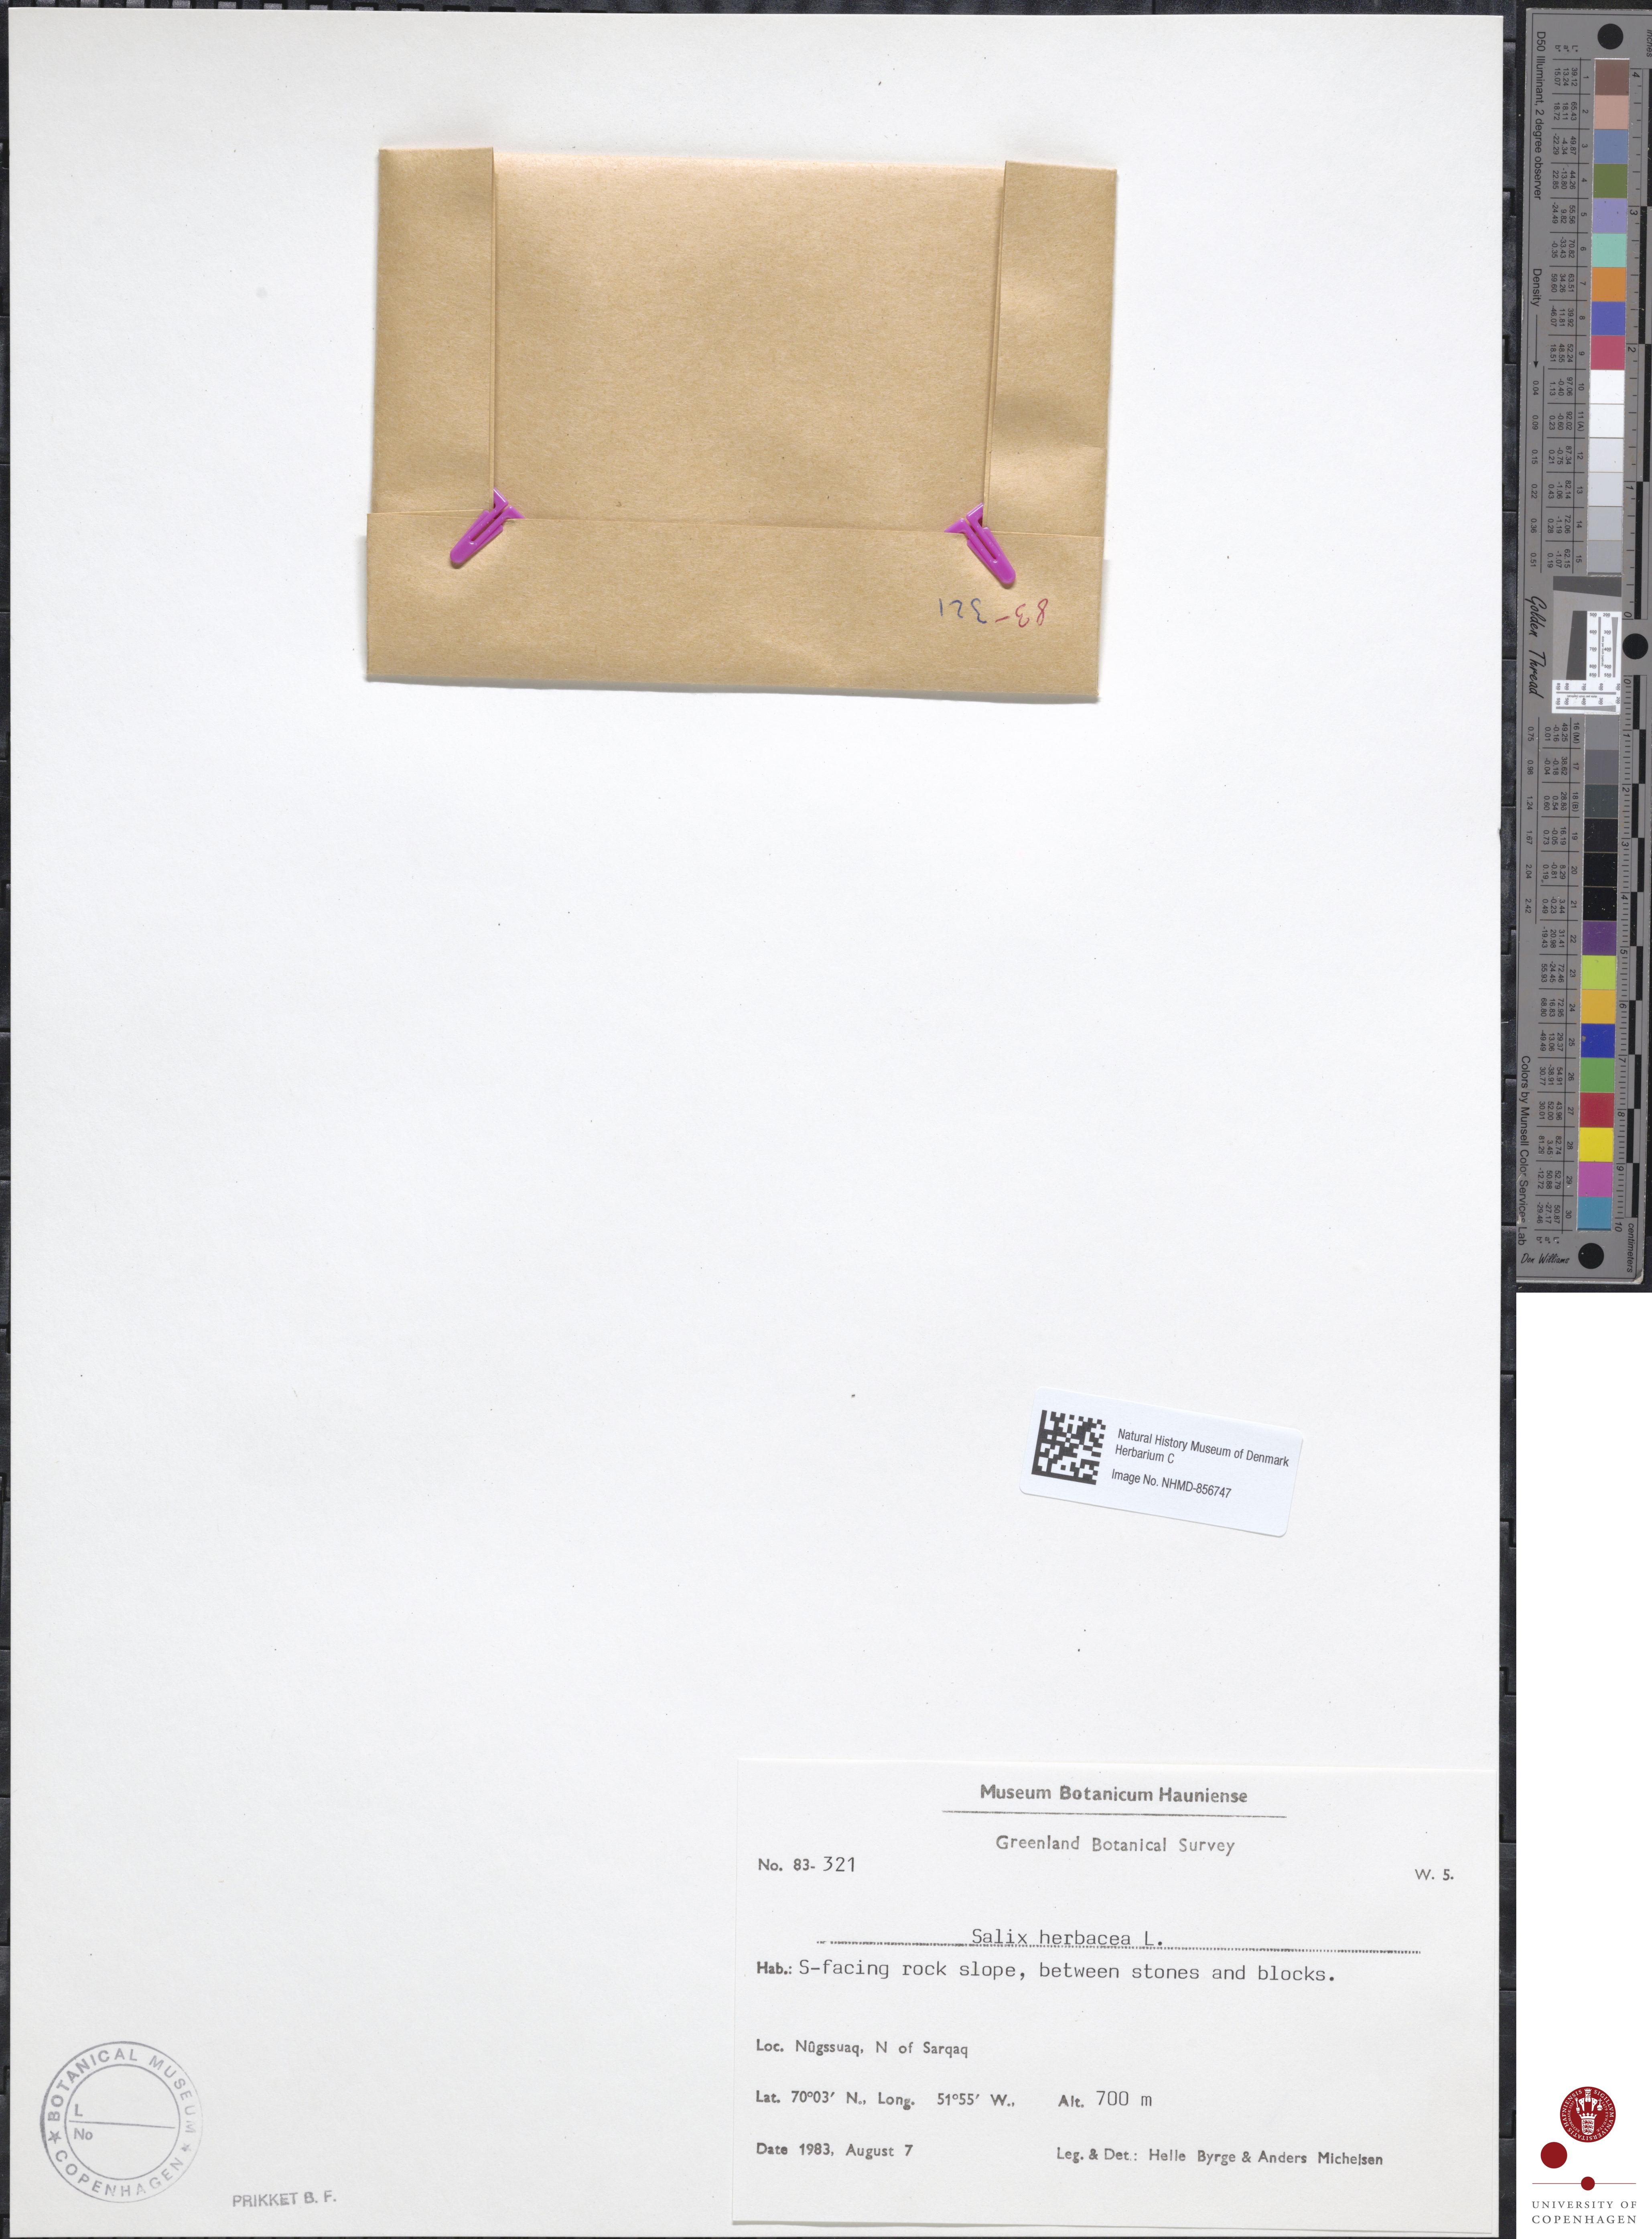 83-321
Natural History Museum of Denmark
Herbarium C
Image No. NHMD-856747
Museum Botanicum Hauniense
Greenland Botanical Survey
No. 83-321
W. 5.
Salix herbacea L.
Hab.: S-facing rock slope, between stones and blocks.
Loc. Nûgssuaq, N of Sarqaq
Lat. 70°03' N., Long. 51°55' W., Alt. 700 m
Date 1983, August 7
Leg. & Det.: Helle Byrge & Anders Michelsen
BOTANICAL MUSEUM
COPENHAGEN
L
No
PRIKKET B. F.
D50 Illuminant, 2 degree observer
Density
Golden Thread
Colors by Munsell Color Services Lab
Don Williams
inches
centimeters
UNIVERSITY OF
COPENHAGEN